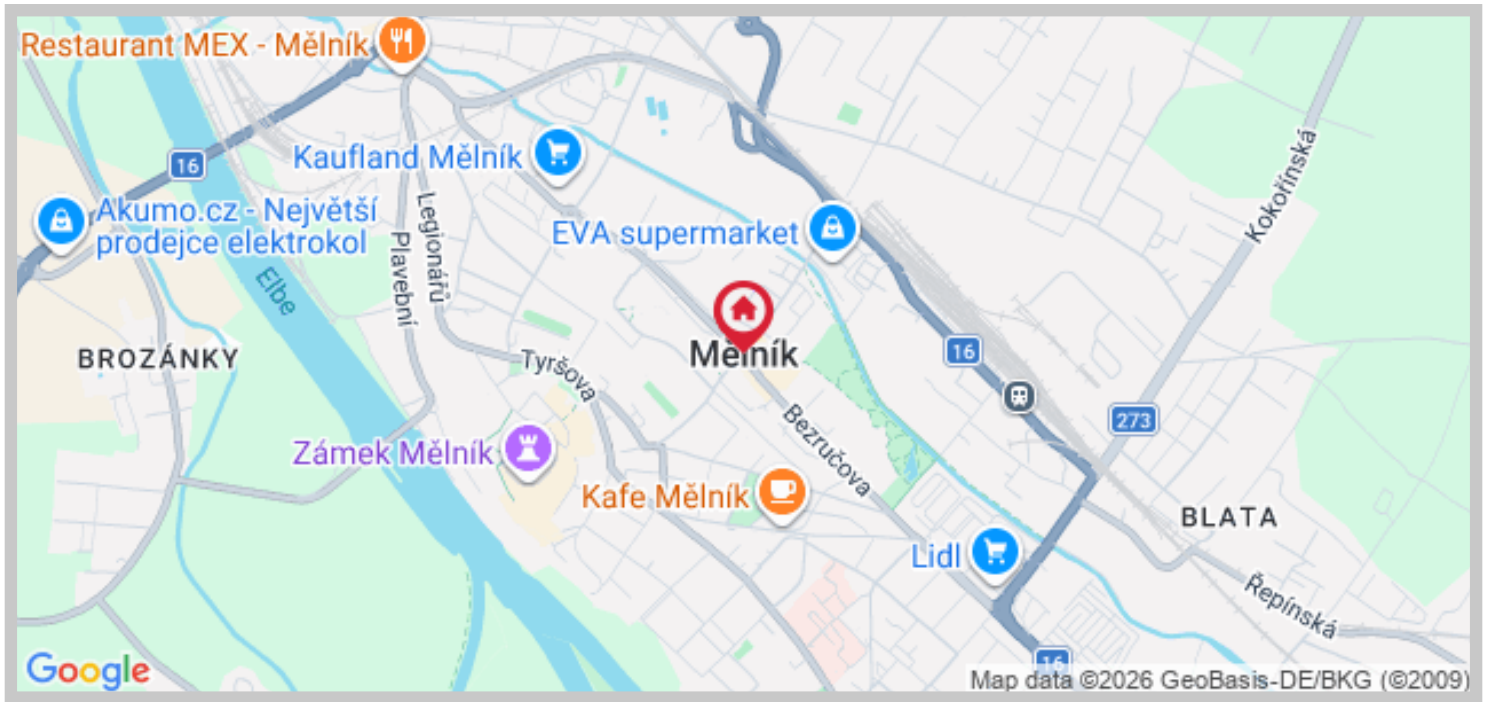 Restaurant MEX - Mělník
16
Kaufland Mělník
Kokořínská
Akumo.cz - Největší
prodejce elektrokol
Legionářů
Plavební
EVA supermarket
Elbe
BROZÁNKY
Mělník
16
Tyršova
273
Bezručova
Zámek Mělník
Kafe Mělník
BLATA
Lidl
Řepínská
16
Google
Map data ©2026 GeoBasis-DE/BKG (©2009)